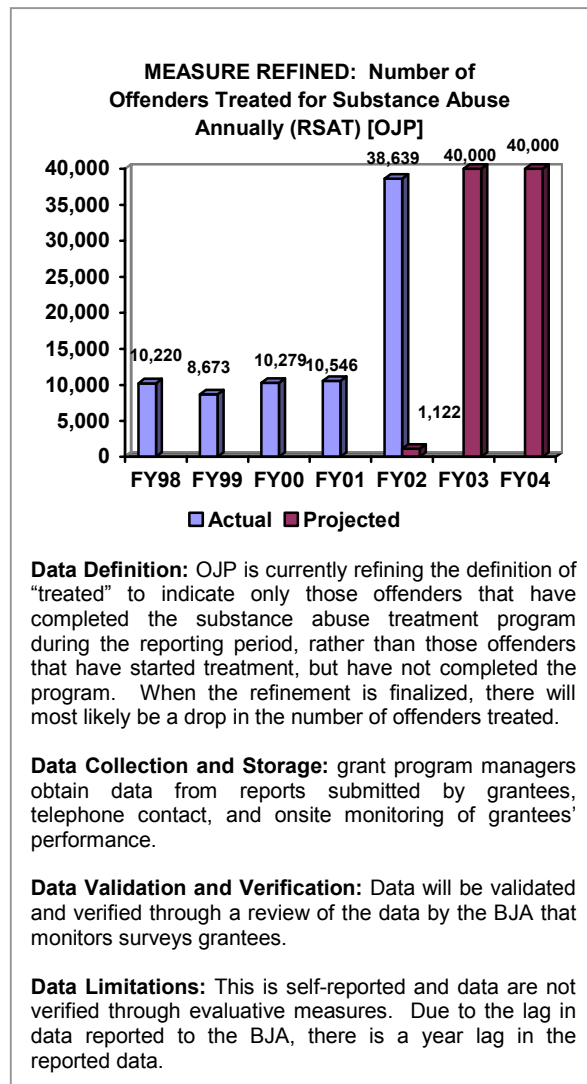 MEASURE REFINED: Number of
Offenders Treated for Substance Abuse
Annually (RSAT) [OJP]
38,639
40,000
40,000
40,000
35,000
30,000
25,000
20,000
15,000
10,000
5,000
0
10,220
8,673
10,279
10,546
1,122
FY98 FY99 FY00 FY01 FY02 FY03 FY04
Actual Projected
Data Definition: OJP is currently refining the definition of
“treated” to indicate only those offenders that have
completed the substance abuse treatment program
during the reporting period, rather than those offenders
that have started treatment, but have not completed the
program. When the refinement is finalized, there will
most likely be a drop in the number of offenders treated.
Data Collection and Storage: grant program managers
obtain data from reports submitted by grantees,
telephone contact, and onsite monitoring of grantees’
performance.
Data Validation and Verification: Data will be validated
and verified through a review of the data by the BJA that
monitors surveys grantees.
Data Limitations: This is self-reported and data are not
verified through evaluative measures. Due to the lag in
data reported to the BJA, there is a year lag in the
reported data.